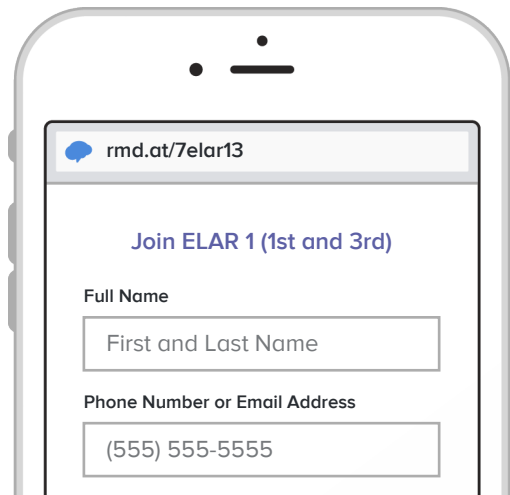 rmd.at/7elar13
Join ELAR 1 (1st and 3rd)
Full Name
First and Last Name
Phone Number or Email Address
(555) 555-5555